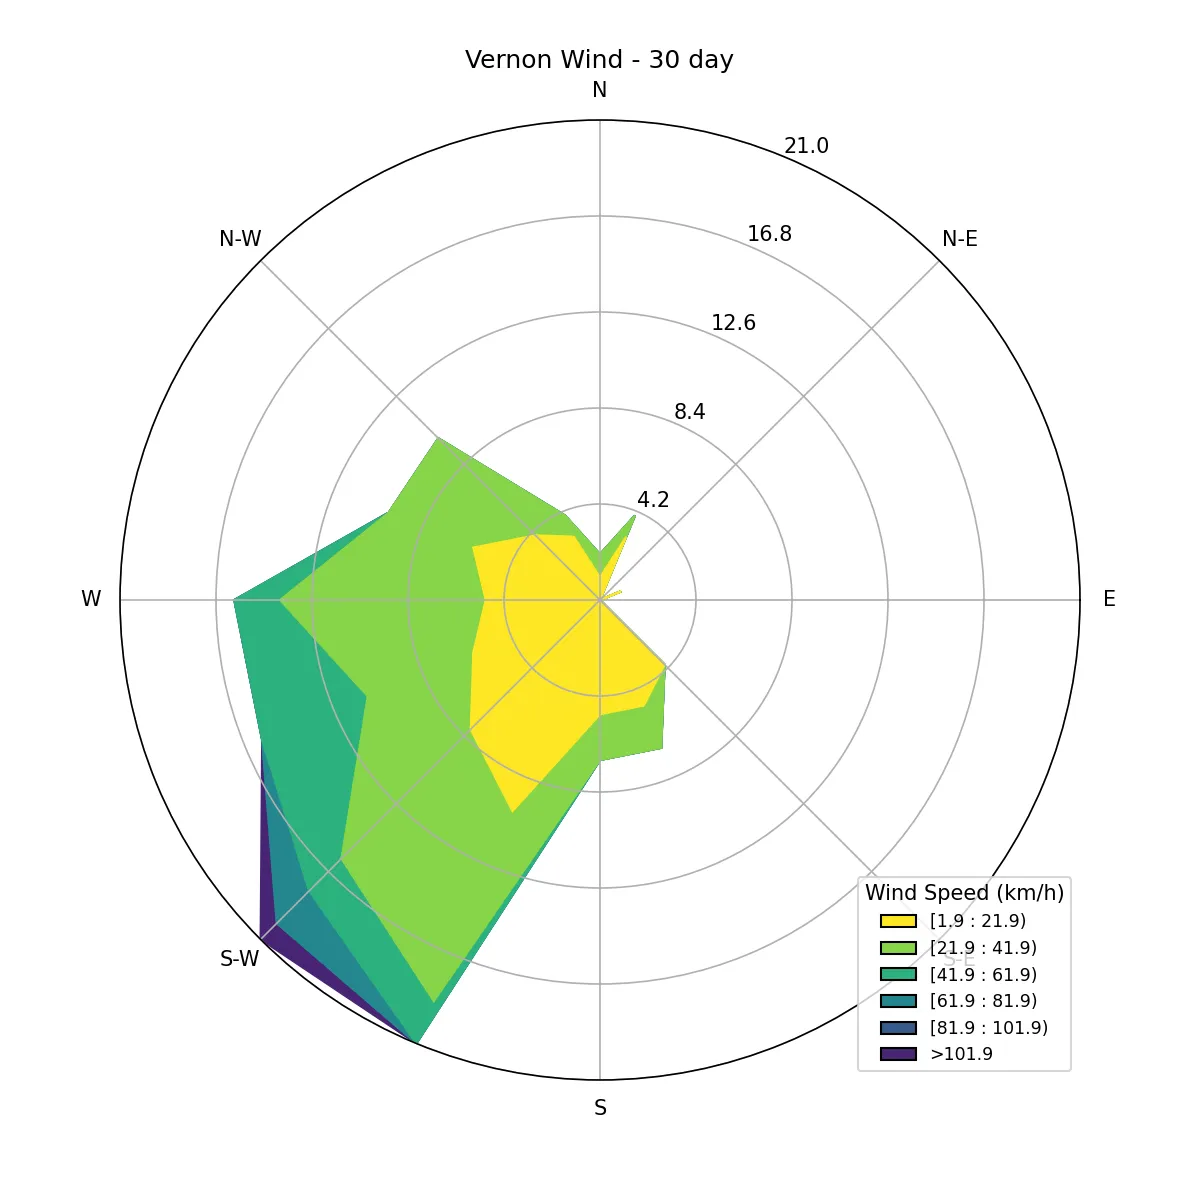 Vernon Wind - 30 day
N
21.0
16.8
N-W
N-E
12.6
8.4
4.2
W
E
S-W
S-E
Wind Speed (km/h)
[1.9 : 21.9)
[21.9 : 41.9)
[41.9 : 61.9)
[61.9 : 81.9)
[81.9 : 101.9)
>101.9
S